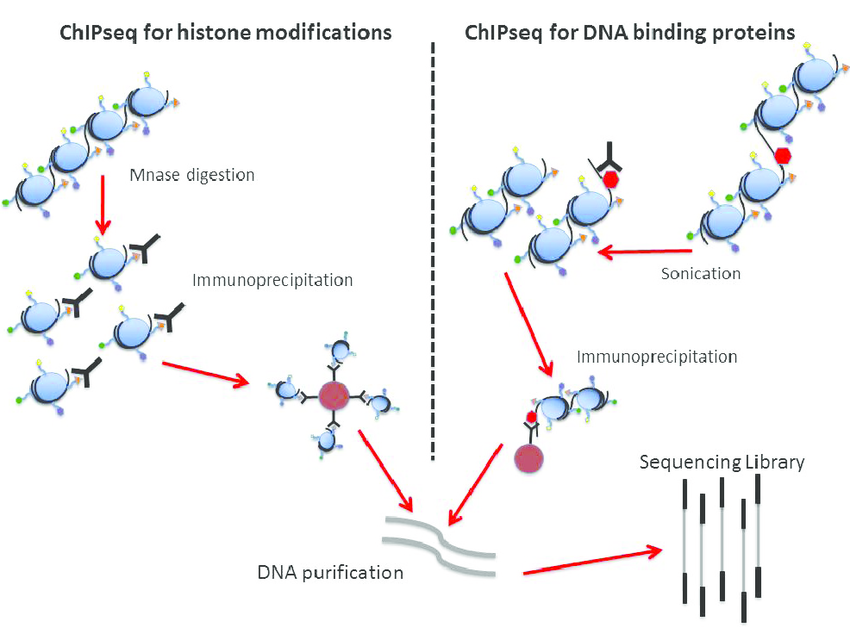 ChIPseq for histone modifications
ChIPseq for DNA binding proteins
Mnase digestion
Immunoprecipitation
Sonication
Immunoprecipitation
Sequencing Library
DNA purification